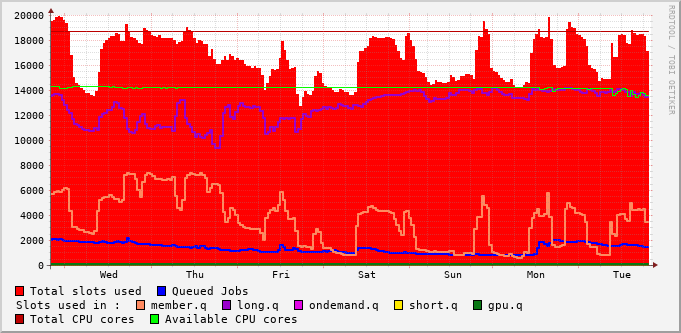 20000
18000
16000
14000
12000
10000
8000
6000
4000
2000
0
Wed Thu Fri Sat Sun Mon Tue
RRDTOOL / TOBI OETIKER
Total slots used Queued Jobs
Slots used in : member.q long.q ondemand.q short.q gpu.q
Total CPU cores Available CPU cores